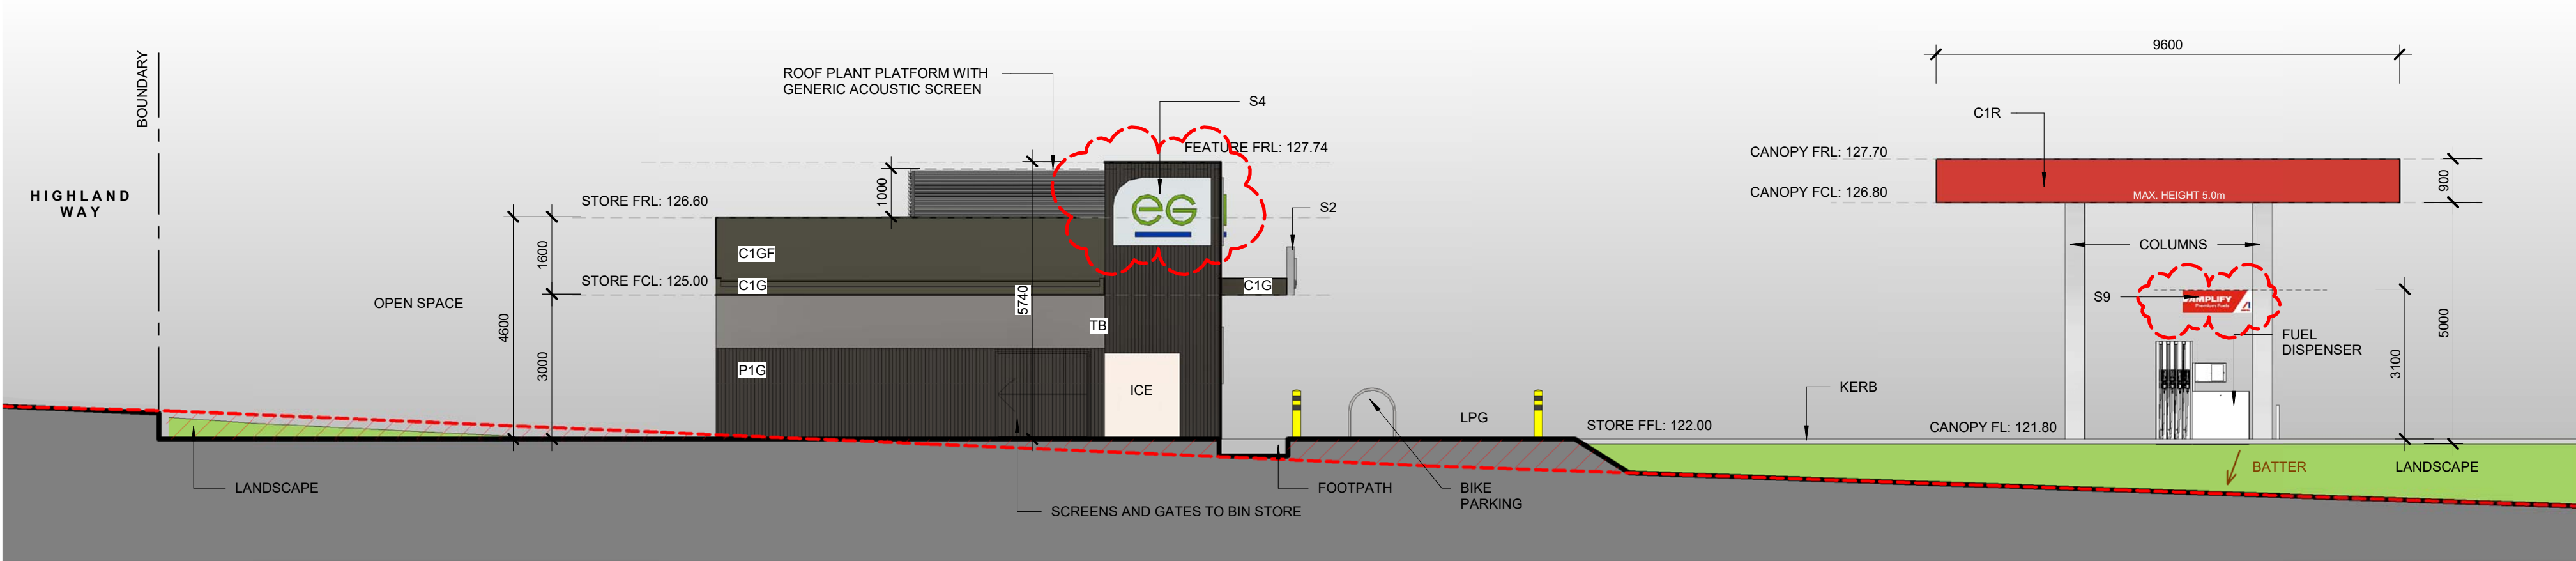 BOUNDARY
HIGHLAND
WAY
OPEN SPACE
LANDSCAPE
4600
1600
3000
STORE FRL: 126.60
STORE FCL: 125.00
ROOF PLANT PLATFORM WITH
GENERIC ACOUSTIC SCREEN
1000
5740
S4
FEATURE FRL: 127.74
eG
S2
C1GF
C1G
C1G
TB
P1G
ICE
SCREENS AND GATES TO BIN STORE
FOOTPATH
BIKE
PARKING
LPG
STORE FFL: 122.00
KERB
9600
C1R
CANOPY FRL: 127.70
CANOPY FCL: 126.80
MAX. HEIGHT 5.0m
900
COLUMNS
S9
AMPLIFY
Premium Fuels
FUEL
DISPENSER
3100
5000
CANOPY FL: 121.80
BATTER
LANDSCAPE